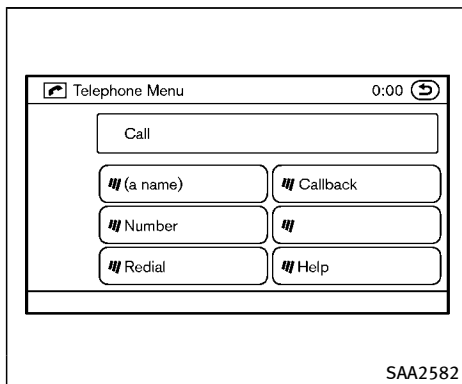 Telephone Menu 0:00
Call
(a name) Callback
Number
Redial Help
SAA2582